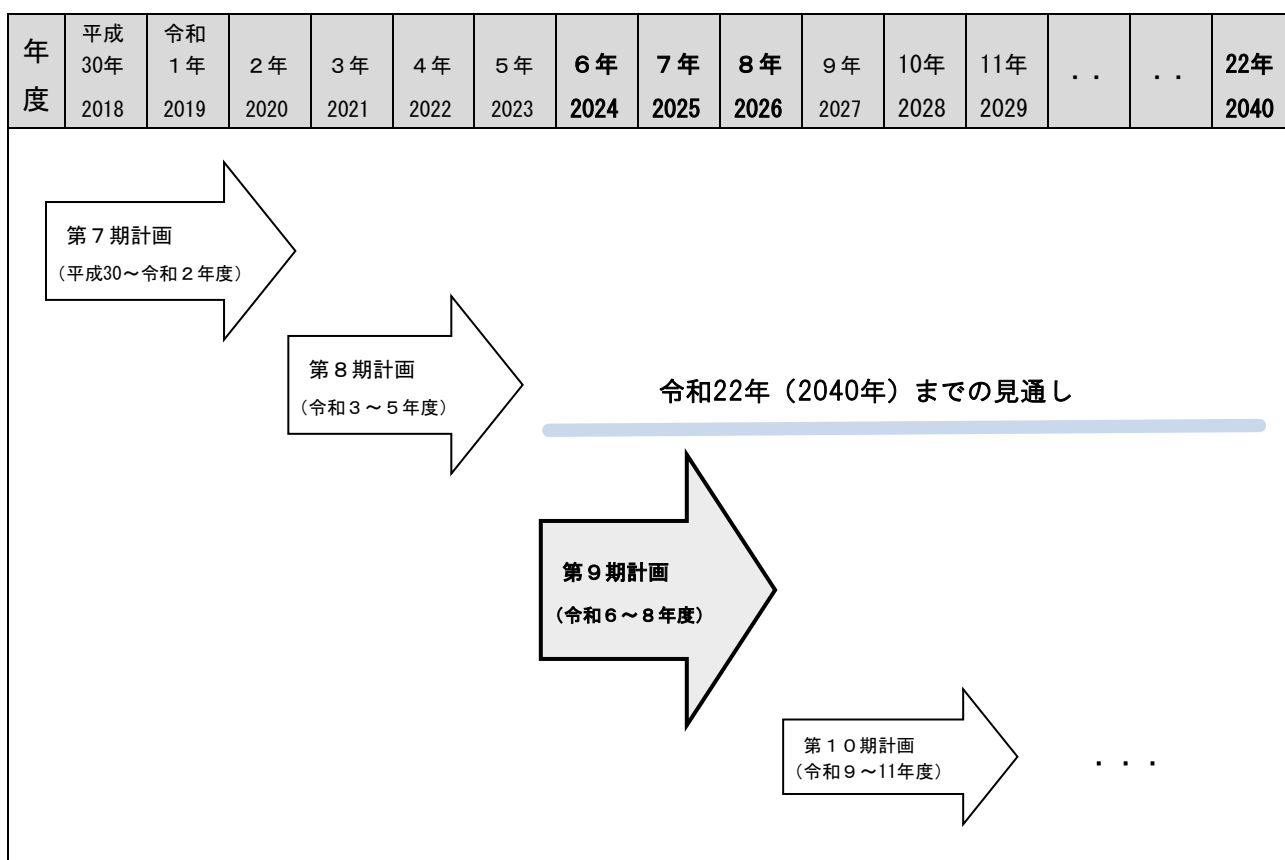 年度
平成30年 2018
令和１年 2019
２年 2020
３年 2021
４年 2022
５年 2023
６年 2024
７年 2025
８年 2026
９年 2027
10年 2028
11年 2029
．．
．．
22年 2040
第７期計画
（平成30～令和２年度）
第８期計画
（令和３～５年度）
令和22年（2040年）までの見通し
第９期計画
（令和６～８年度）
第１０期計画
（令和９～11年度）
．．．